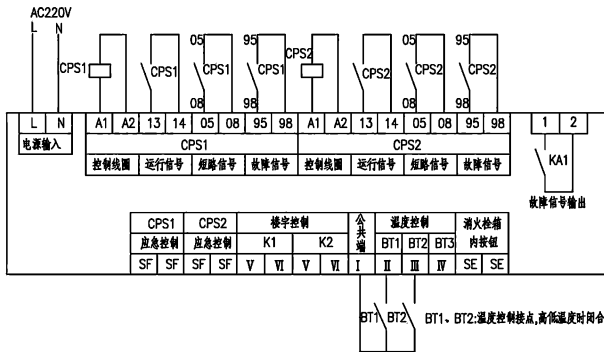 AC220V
L N
CPS1 CPS1 05 CPS1 95 CPS1 CPS2 CPS2 05 CPS2 95 CPS2
08 98 08 98
L N A1 A2 13 14 05 08 95 98 A1 A2 13 14 05 08 95 98 1 2
电源输入 CPS1 CPS2
控制线圈 运行信号 短路信号 故障信号 控制线圈 运行信号 短路信号 故障信号
KA1
故障信号输出
CPS1 CPS2 楼宇控制 公共端 温度控制 消火栓箱
应急控制 应急控制 K1 K2 BT1 BT2 BT3 内按钮
SF SF SF SF V VI V VI I II III IV SE SE
BT1 BT2 BT1、BT2:温度控制接点,高低温度时闭合